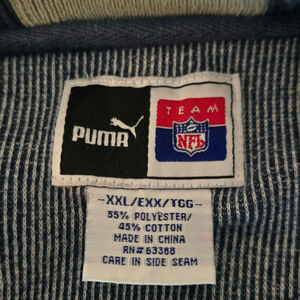 PUMA
TEAM
NFL
-XXL/EXX/TGG-
55% POLYESTER/
45% COTTON
MADE IN CHINA
RN# 63388
CARE IN SIDE SEAM